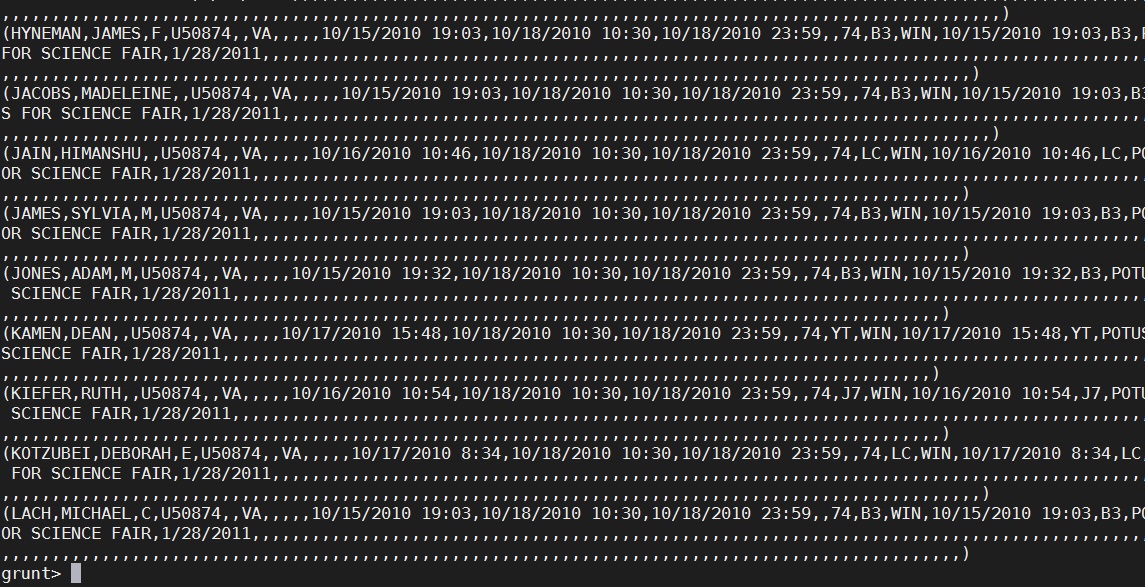 ,,,,,,,,,,,,,,,,,,,,,,,,,,,,,,,,,,,,,,,,,,,,,,,,,,,,,,,,,,,,,,,,,,,,,,,,,,,,,,,,,,,,,,,,,,,,,,,,,,,,)
(HYNEMAN,JAMES,F,U50874,,VA,,,,,10/15/2010 19:03,10/18/2010 10:30,10/18/2010 23:59,,74,B3,WIN,10/15/2010 19:03,B3,
FOR SCIENCE FAIR,1/28/2011,,,,,,,,,,,,,,,,,,,,,,,,,,,,,,,,,,,,,,,,,,,,,,,,,,,,,,,,,,,,,,,,,,,,,,,,,,,,,,,,,,,,,,,,
,,,,,,,,,,,,,,,,,,,,,,,,,,,,,,,,,,,,,,,,,,,,,,,,,,,,,,,,,,,,,,,,,,,,,,,,,,,,,,,,,,,,,,,,,,,,,,,,,)
(JACOBS,MADELEINE,,U50874,,VA,,,,,10/15/2010 19:03,10/18/2010 10:30,10/18/2010 23:59,,74,B3,WIN,10/15/2010 19:03,B3
S FOR SCIENCE FAIR,1/28/2011,,,,,,,,,,,,,,,,,,,,,,,,,,,,,,,,,,,,,,,,,,,,,,,,,,,,,,,,,,,,,,,,,,,,,,,,,,,,,,,,,,,,,,
,,,,,,,,,,,,,,,,,,,,,,,,,,,,,,,,,,,,,,,,,,,,,,,,,,,,,,,,,,,,,,,,,,,,,,,,,,,,,,,,,,,,,,,,,,,,,,,,,,,)
(JAIN,HIMANSHU,,U50874,,VA,,,,,10/16/2010 10:46,10/18/2010 10:30,10/18/2010 23:59,,74,LC,WIN,10/16/2010 10:46,LC,PO
OR SCIENCE FAIR,1/28/2011,,,,,,,,,,,,,,,,,,,,,,,,,,,,,,,,,,,,,,,,,,,,,,,,,,,,,,,,,,,,,,,,,,,,,,,,,,,,,,,,,,,,,,,,,
,,,,,,,,,,,,,,,,,,,,,,,,,,,,,,,,,,,,,,,,,,,,,,,,,,,,,,,,,,,,,,,,,,,,,,,,,,,,,,,,,,,,,,,,,,,,,,,,)
(JAMES,SYLVIA,M,U50874,,VA,,,,,10/15/2010 19:03,10/18/2010 10:30,10/18/2010 23:59,,74,B3,WIN,10/15/2010 19:03,B3,PO
OR SCIENCE FAIR,1/28/2011,,,,,,,,,,,,,,,,,,,,,,,,,,,,,,,,,,,,,,,,,,,,,,,,,,,,,,,,,,,,,,,,,,,,,,,,,,,,,,,,,,,,,,,,,
,,,,,,,,,,,,,,,,,,,,,,,,,,,,,,,,,,,,,,,,,,,,,,,,,,,,,,,,,,,,,,,,,,,,,,,,,,,,,,,,,,,,,,,,,,,,,,,,)
(JONES,ADAM,M,U50874,,VA,,,,,10/15/2010 19:32,10/18/2010 10:30,10/18/2010 23:59,,74,B3,WIN,10/15/2010 19:32,B3,POTU
SCIENCE FAIR,1/28/2011,,,,,,,,,,,,,,,,,,,,,,,,,,,,,,,,,,,,,,,,,,,,,,,,,,,,,,,,,,,,,,,,,,,,,,,,,,,,,,,,,,,,,,,,,,,
,,,,,,,,,,,,,,,,,,,,,,,,,,,,,,,,,,,,,,,,,,,,,,,,,,,,,,,,,,,,,,,,,,,,,,,,,,,,,,,,,,,,,,,,,,,,,,)
(KAMEN,DEAN,,U50874,,VA,,,,,10/17/2010 15:48,10/18/2010 10:30,10/18/2010 23:59,,74,YT,WIN,10/17/2010 15:48,YT,POTUS
SCIENCE FAIR,1/28/2011,,,,,,,,,,,,,,,,,,,,,,,,,,,,,,,,,,,,,,,,,,,,,,,,,,,,,,,,,,,,,,,,,,,,,,,,,,,,,,,,,,,,,,,,,,,,
,,,,,,,,,,,,,,,,,,,,,,,,,,,,,,,,,,,,,,,,,,,,,,,,,,,,,,,,,,,,,,,,,,,,,,,,,,,,,,,,,,,,,,,,,,,,,)
(KIEFER,RUTH,,U50874,,VA,,,,,10/16/2010 10:54,10/18/2010 10:30,10/18/2010 23:59,,74,J7,WIN,10/16/2010 10:54,J7,POTU
SCIENCE FAIR,1/28/2011,,,,,,,,,,,,,,,,,,,,,,,,,,,,,,,,,,,,,,,,,,,,,,,,,,,,,,,,,,,,,,,,,,,,,,,,,,,,,,,,,,,,,,,,,,,
,,,,,,,,,,,,,,,,,,,,,,,,,,,,,,,,,,,,,,,,,,,,,,,,,,,,,,,,,,,,,,,,,,,,,,,,,,,,,,,,,,,,,,,,,,,,,,)
(KOTZUBEI,DEBORAH,E,U50874,,VA,,,,,10/17/2010 8:34,10/18/2010 10:30,10/18/2010 23:59,,74,LC,WIN,10/17/2010 8:34,LC,
FOR SCIENCE FAIR,1/28/2011,,,,,,,,,,,,,,,,,,,,,,,,,,,,,,,,,,,,,,,,,,,,,,,,,,,,,,,,,,,,,,,,,,,,,,,,,,,,,,,,,,,,,,,
,,,,,,,,,,,,,,,,,,,,,,,,,,,,,,,,,,,,,,,,,,,,,,,,,,,,,,,,,,,,,,,,,,,,,,,,,,,,,,,,,,,,,,,,,,,,,,,,,,)
(LACH,MICHAEL,C,U50874,,VA,,,,,10/15/2010 19:03,10/18/2010 10:30,10/18/2010 23:59,,74,B3,WIN,10/15/2010 19:03,B3,PO
OR SCIENCE FAIR,1/28/2011,,,,,,,,,,,,,,,,,,,,,,,,,,,,,,,,,,,,,,,,,,,,,,,,,,,,,,,,,,,,,,,,,,,,,,,,,,,,,,,,,,,,,,,,,
,,,,,,,,,,,,,,,,,,,,,,,,,,,,,,,,,,,,,,,,,,,,,,,,,,,,,,,,,,,,,,,,,,,,,,,,,,,,,,,,,,,,,,,,,,,,,,,,)
grunt>